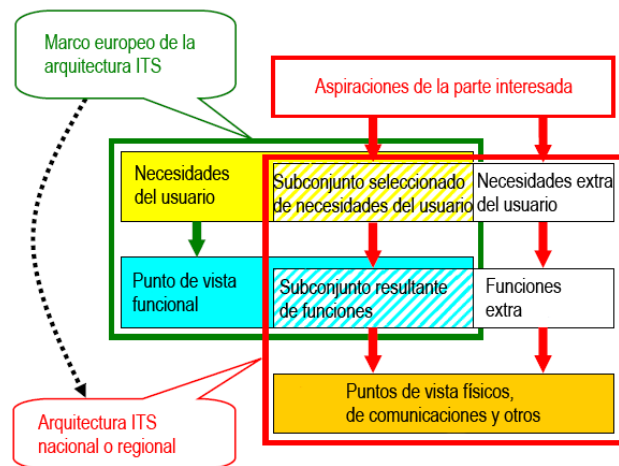 Marco europeo de la
arquitectura ITS
Aspiraciones de la parte interesada
Necesidades
del usuario
Subconjunto seleccionado
de necesidades del usuario
Necesidades extra
del usuario
Punto de vista
funcional
Subconjunto resultante
de funciones
Funciones
extra
Puntos de vista físicos,
de comunicaciones y otros
Arquitectura ITS
nacional o regional